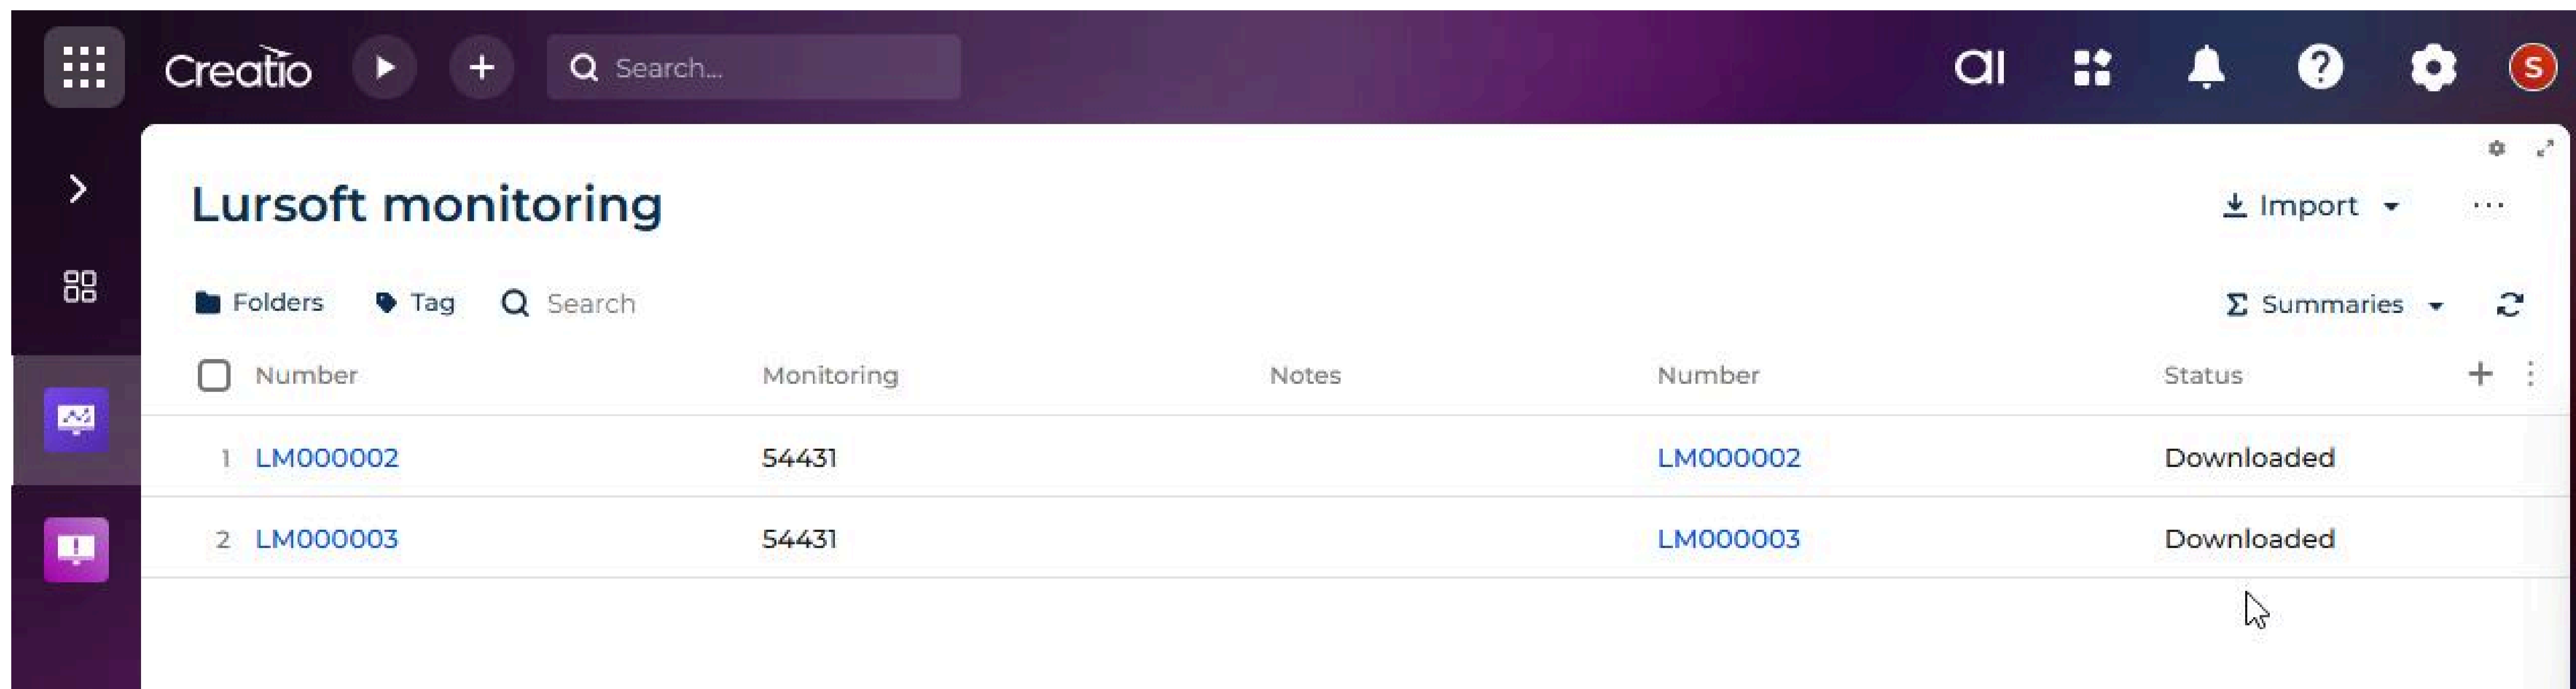 Creatio Search... aI S
Lursoft monitoring
Import ...
Folders Tag Search Summaries
Number Monitoring Notes Number Status
1 LM000002 54431 LM000002 Downloaded
2 LM000003 54431 LM000003 Downloaded